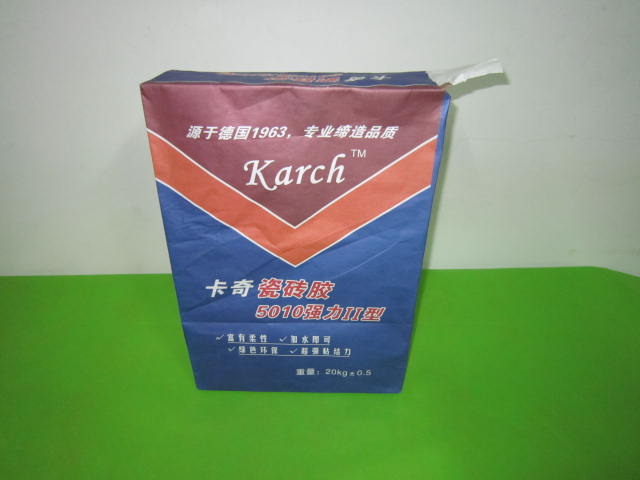 卡奇
源于德国1963，专业缔造品质
Karch™
卡奇 瓷砖胶
5010强力II型
✓富有柔性 ✓加水即可
✓绿色环保 ✓超强粘结力
重量：20kg±0.5